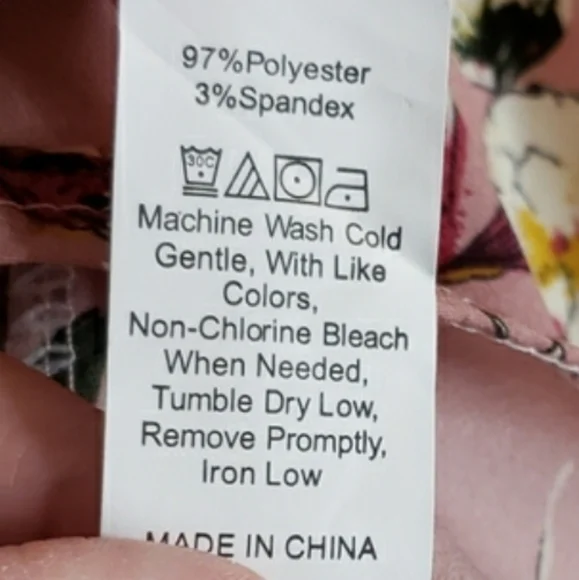 97%Polyester
3%Spandex
30C
Machine Wash Cold
Gentle, With Like
Colors,
Non-Chlorine Bleach
When Needed,
Tumble Dry Low,
Remove Promptly,
Iron Low
MADE IN CHINA